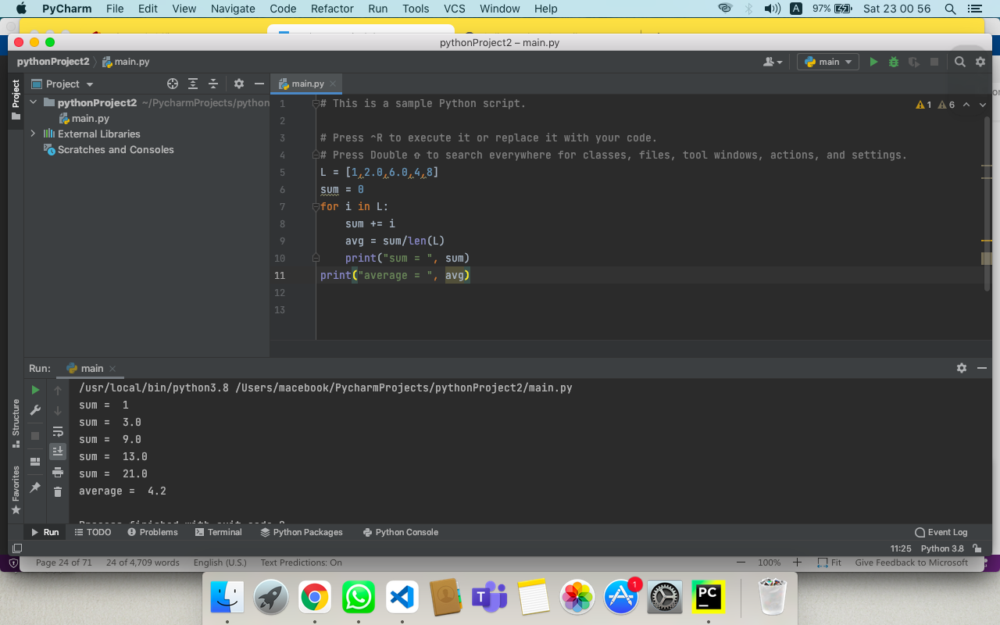 PyCharm File Edit View Navigate Code Refactor Run Tools VCS Window Help A 97% Sat 23 00 56
pythonProject2 – main.py
pythonProject2 main.py main
Project main.py
pythonProject2 ~/PycharmProjects/python
main.py
External Libraries
Scratches and Consoles
Project
Structure
Favorites
1 # This is a sample Python script.
1 6
2
3 # Press ^R to execute it or replace it with your code.
4 # Press Double ⇧ to search everywhere for classes, files, tool windows, actions, and settings.
5 L = [1,2.0,6.0,4,8]
6 sum = 0
7 for i in L:
8 sum += i
9 avg = sum/len(L)
10 print("sum = ", sum)
11 print("average = ", avg)
12
13
Run: main
/usr/local/bin/python3.8 /Users/macebook/PycharmProjects/pythonProject2/main.py
sum =  1
sum =  3.0
sum =  9.0
sum =  13.0
sum =  21.0
average =  4.2
Run TODO Problems Terminal Python Packages Python Console Event Log
11:25 Python 3.8
Page 24 of 71 24 of 4,709 words English (U.S.) Text Predictions: On 100% Fit Give Feedback to Microsoft
1
T
PC